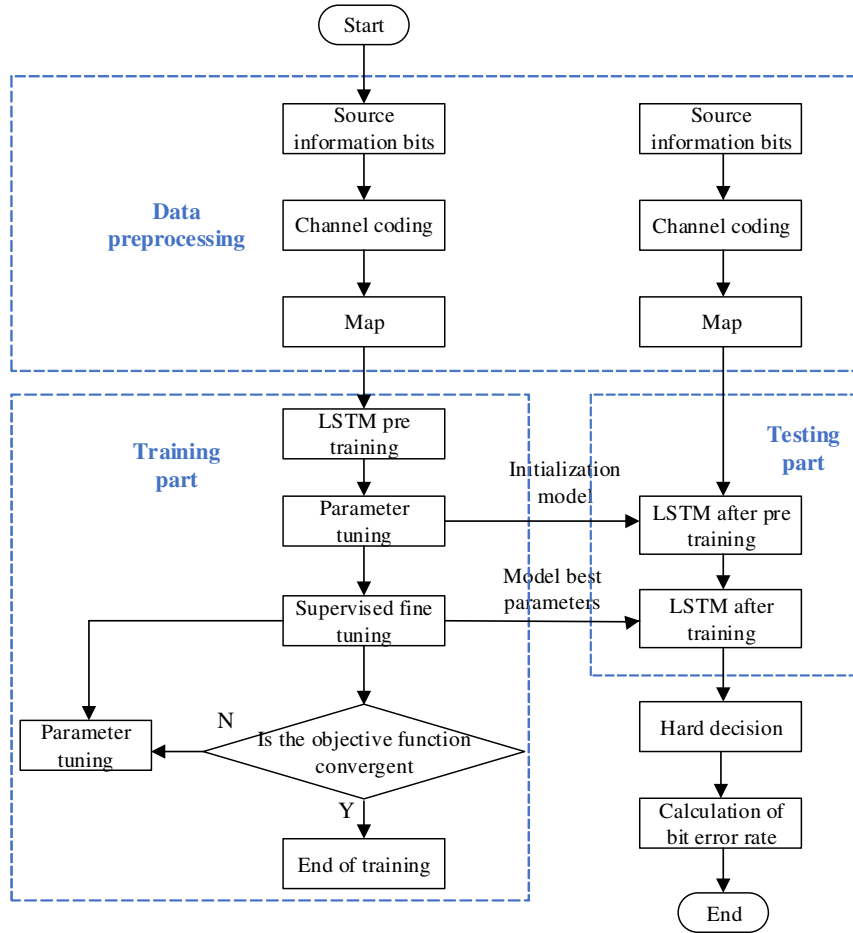 Start
Source
information bits
Source
information bits
Data
preprocessing
Channel coding
Channel coding
Map
Map
LSTM pre
training
Training
part
Testing
part
Initialization
model
Parameter
tuning
LSTM after pre
training
Model best
parameters
Supervised fine
tuning
LSTM after
training
N
Parameter
tuning
Is the objective function
convergent
Hard decision
Y
Calculation of
bit error rate
End of training
End